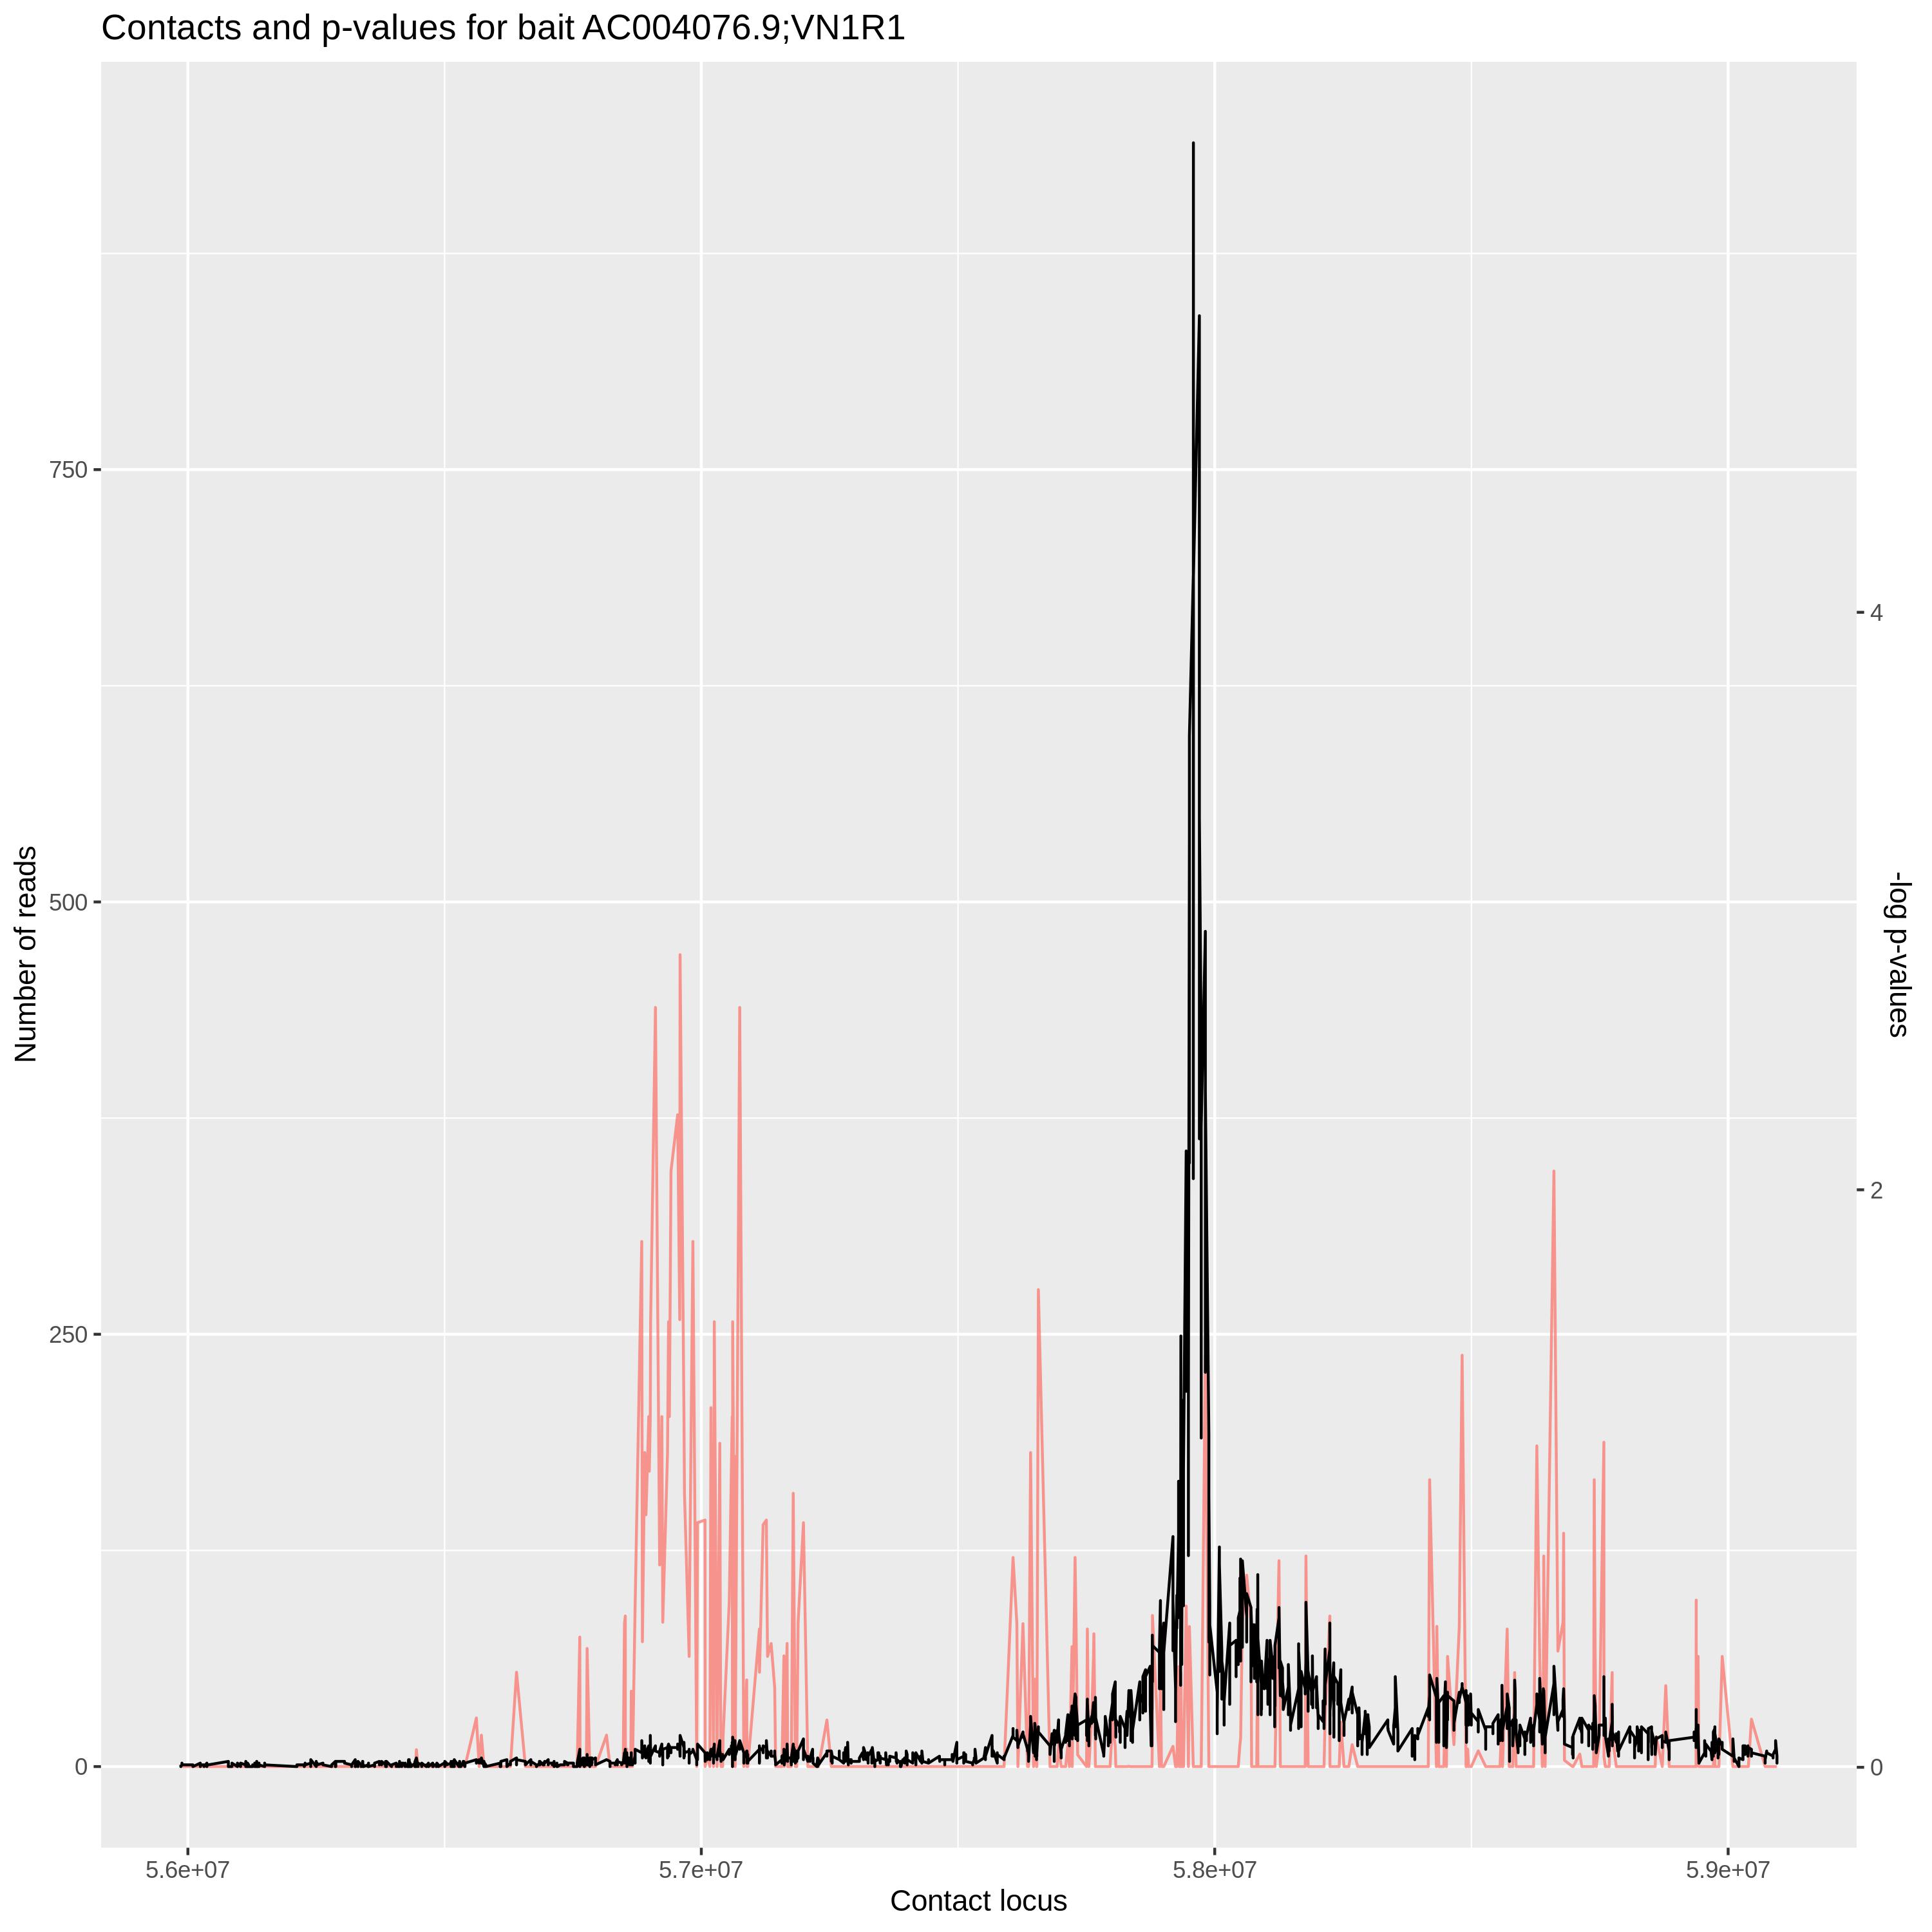 Contacts and p-values for bait AC004076.9;VN1R1
Number of reads
750
500
250
0
4
2
0
-log p-values
5.6e+07
5.7e+07
5.8e+07
5.9e+07
Contact locus